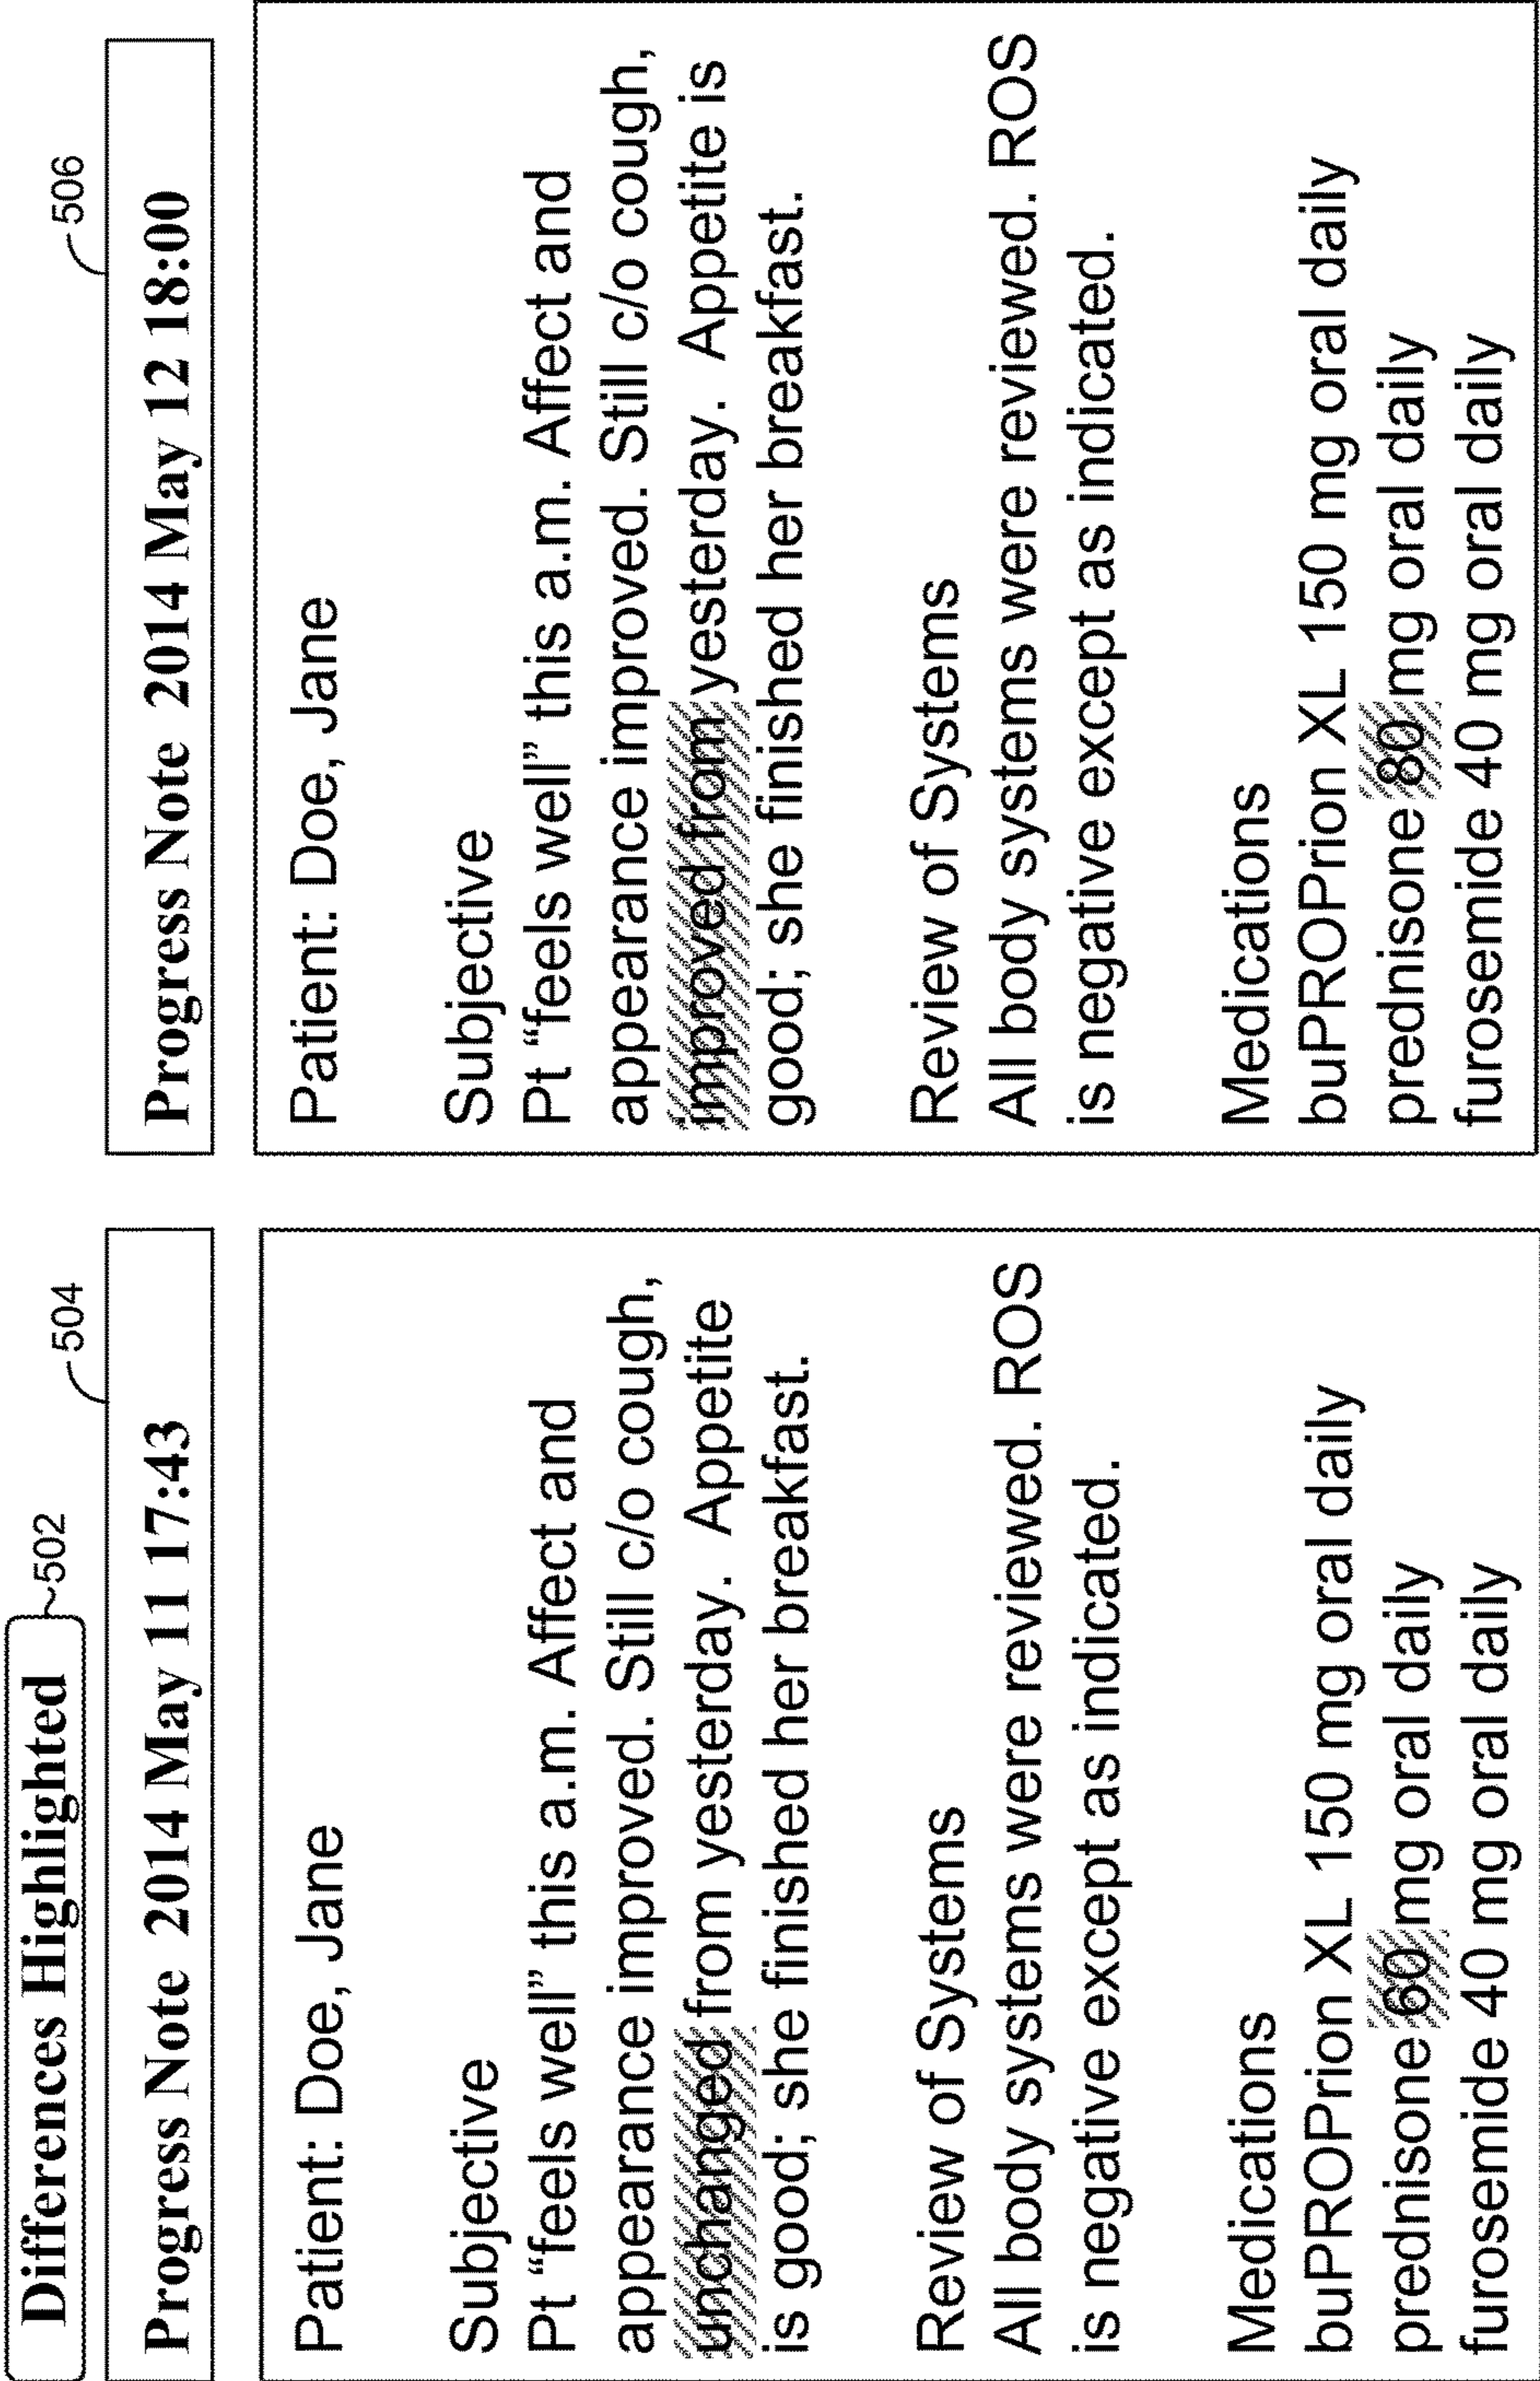 Differences Highlighted
502
504
Progress Note 2014 May 11 17:43
Patient: Doe, Jane
Subjective
Pt “feels well” this a.m. Affect and
appearance improved. Still c/o cough,
unchanged from yesterday. Appetite
is good; she finished her breakfast.
Review of Systems
All body systems were reviewed. ROS
is negative except as indicated.
Medications
buPROPrion XL 150 mg oral daily
prednisone 60 mg oral daily
furosemide 40 mg oral daily
506
Progress Note 2014 May 12 18:00
Patient: Doe, Jane
Subjective
Pt “feels well” this a.m. Affect and
appearance improved. Still c/o cough,
improved from yesterday. Appetite is
good; she finished her breakfast.
Review of Systems
All body systems were reviewed. ROS
is negative except as indicated.
Medications
buPROPrion XL 150 mg oral daily
prednisone 80 mg oral daily
furosemide 40 mg oral daily